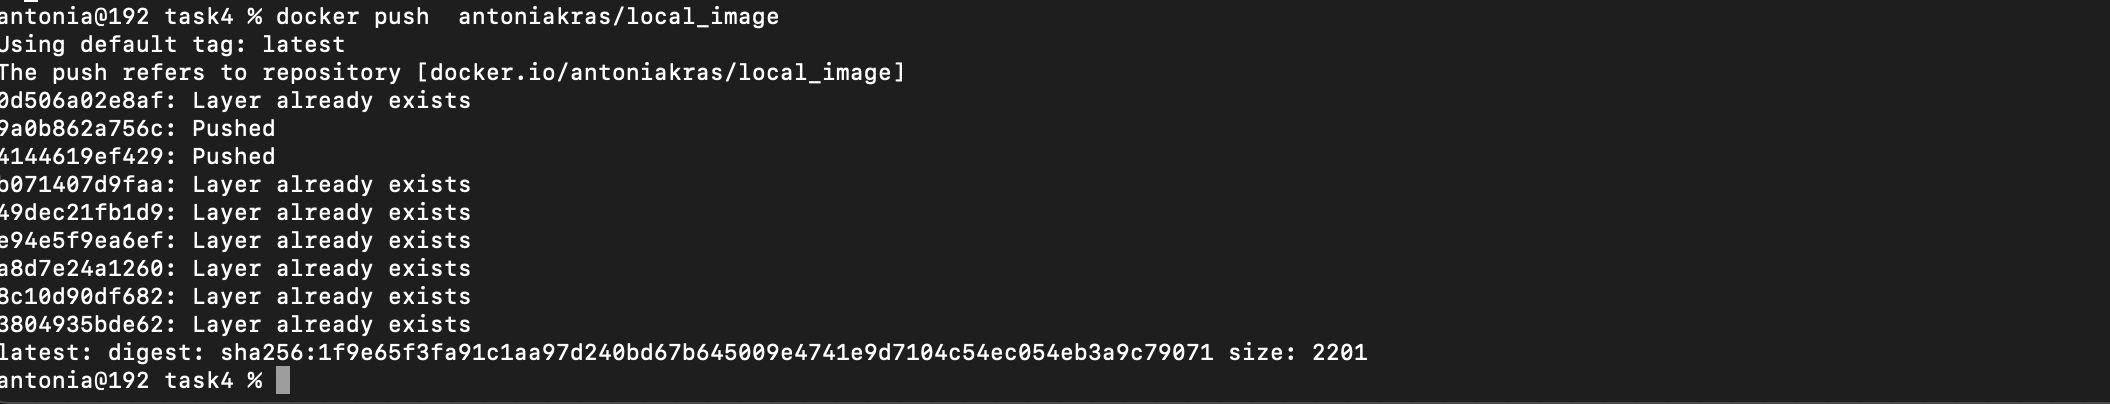 antonia@192 task4 % docker push  antoniakras/local_image
Using default tag: latest
The push refers to repository [docker.io/antoniakras/local_image]
0d506a02e8af: Layer already exists
9a0b862a756c: Pushed
4144619ef429: Pushed
b071407d9faa: Layer already exists
49dec21fb1d9: Layer already exists
e94e5f9ea6ef: Layer already exists
a8d7e24a1260: Layer already exists
8c10d90df682: Layer already exists
3804935bde62: Layer already exists
latest: digest: sha256:1f9e65f3fa91c1aa97d240bd67b645009e4741e9d7104c54ec054eb3a9c79071 size: 2201
antonia@192 task4 %